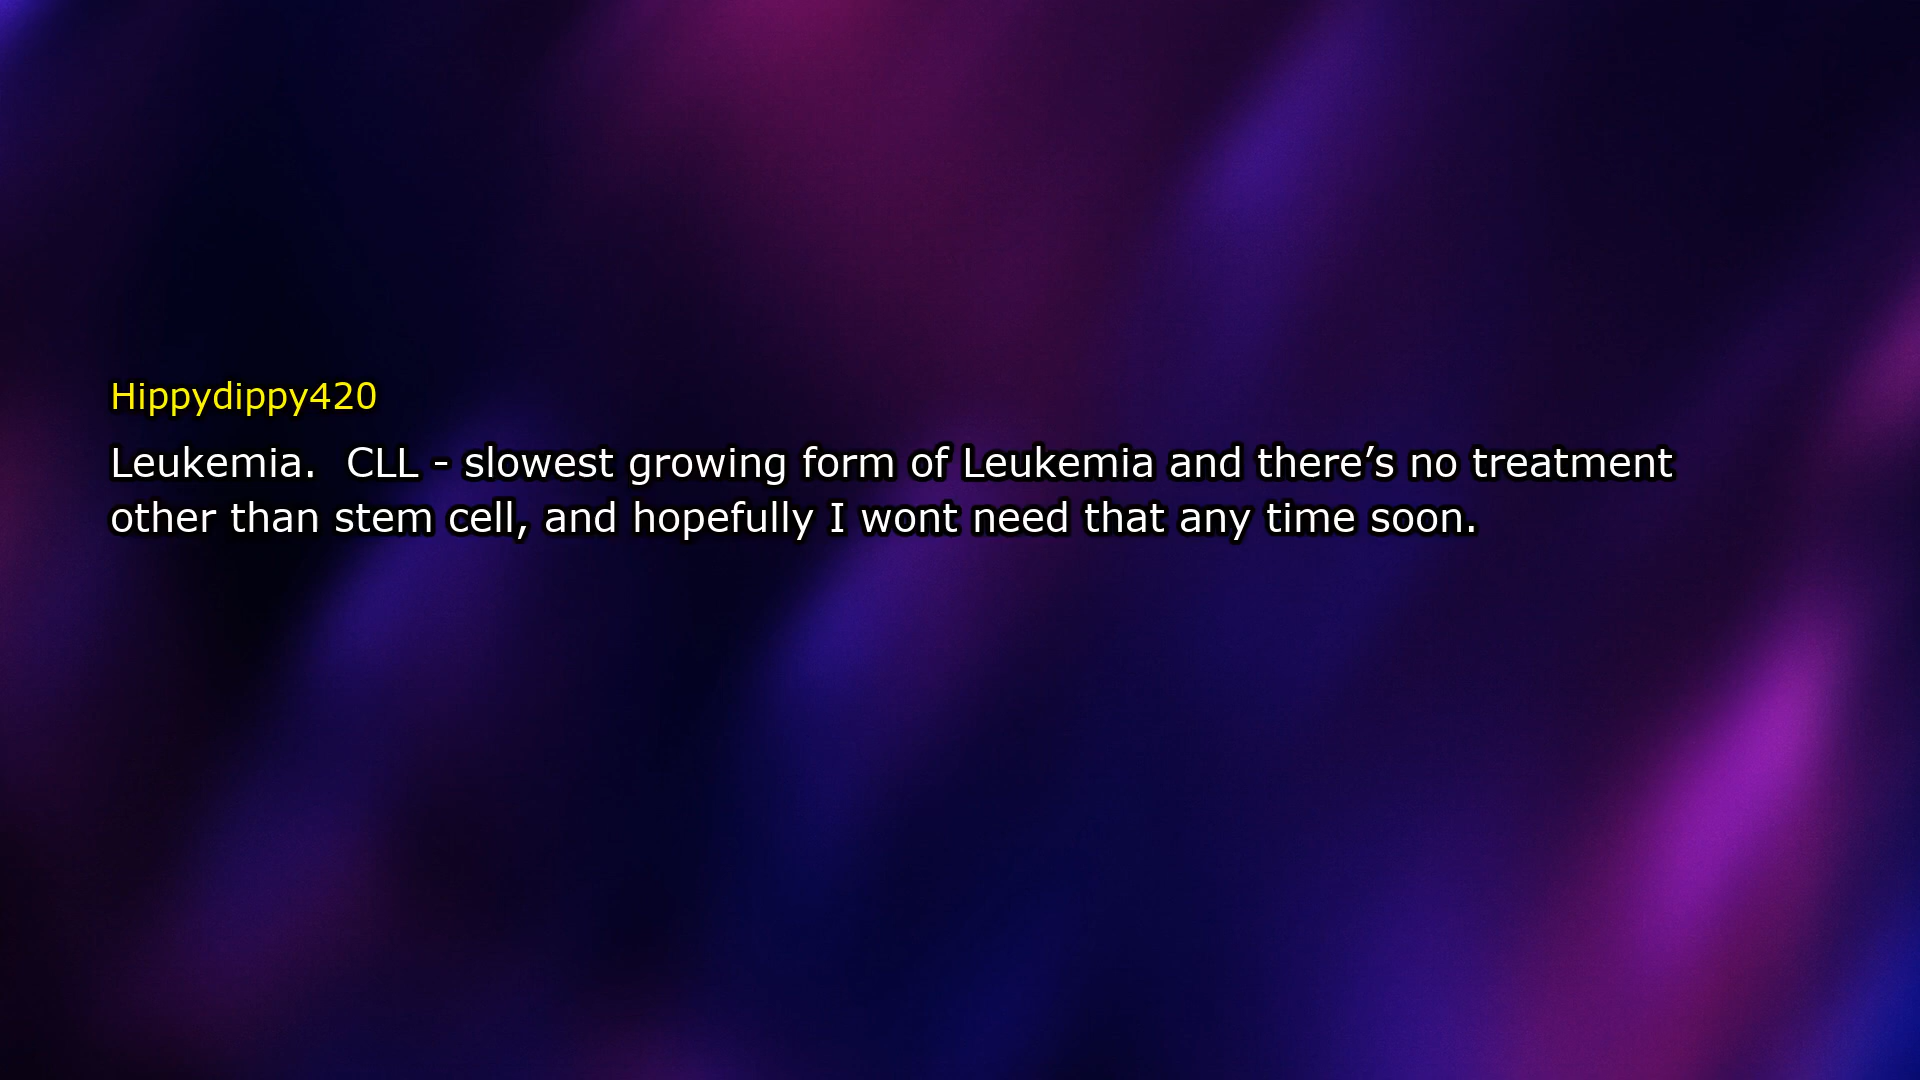 Hippydippy420
Leukemia.  CLL - slowest growing form of Leukemia and there’s no treatment
other than stem cell, and hopefully I wont need that any time soon.